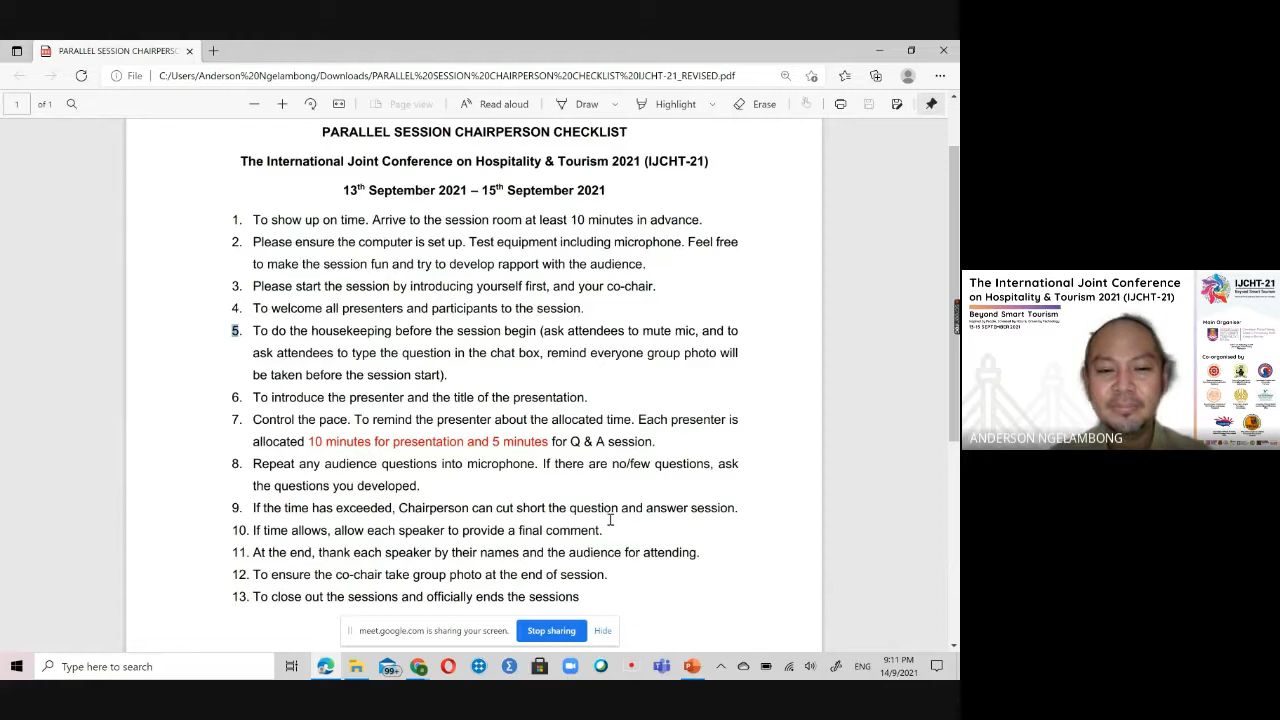 PARALLEL SESSION CHAIRPERSC
File
C:/Users/Anderson%20Ngelambong/Downloads/PARALLEL%20SESSION%20CHAIRPERSON%20CHECKLIST%20IJCHT-21_REVISED.pdf
1 of 1
Page view
Read aloud
Draw
Highlight
Erase
PARALLEL SESSION CHAIRPERSON CHECKLIST
The International Joint Conference on Hospitality & Tourism 2021 (IJCHT-21)
13th September 2021 – 15th September 2021
1. To show up on time. Arrive to the session room at least 10 minutes in advance.
2. Please ensure the computer is set up. Test equipment including microphone. Feel free
to make the session fun and try to develop rapport with the audience.
3. Please start the session by introducing yourself first, and your co-chair.
4. To welcome all presenters and participants to the session.
5. To do the housekeeping before the session begin (ask attendees to mute mic, and to
ask attendees to type the question in the chat box, remind everyone group photo will
be taken before the session start).
6. To introduce the presenter and the title of the presentation.
7. Control the pace. To remind the presenter about the allocated time. Each presenter is
allocated 10 minutes for presentation and 5 minutes for Q & A session.
8. Repeat any audience questions into microphone. If there are no/few questions, ask
the questions you developed.
9. If the time has exceeded, Chairperson can cut short the question and answer session.
10. If time allows, allow each speaker to provide a final comment.
11. At the end, thank each speaker by their names and the audience for attending.
12. To ensure the co-chair take group photo at the end of session.
13. To close out the sessions and officially ends the sessions
meet.google.com is sharing your screen.
Stop sharing
Hide
Type here to search
99+
ENG
9:11 PM
14/9/2021
The International Joint Conference
on Hospitality & Tourism 2021 (IJCHT-21)
Beyond Smart Tourism
13-15 SEPTEMBER 2021
IJCHT-21
Beyond Smart Tourism
Main Organiser
Co-organised by
ANDERSON NGELAMBONG